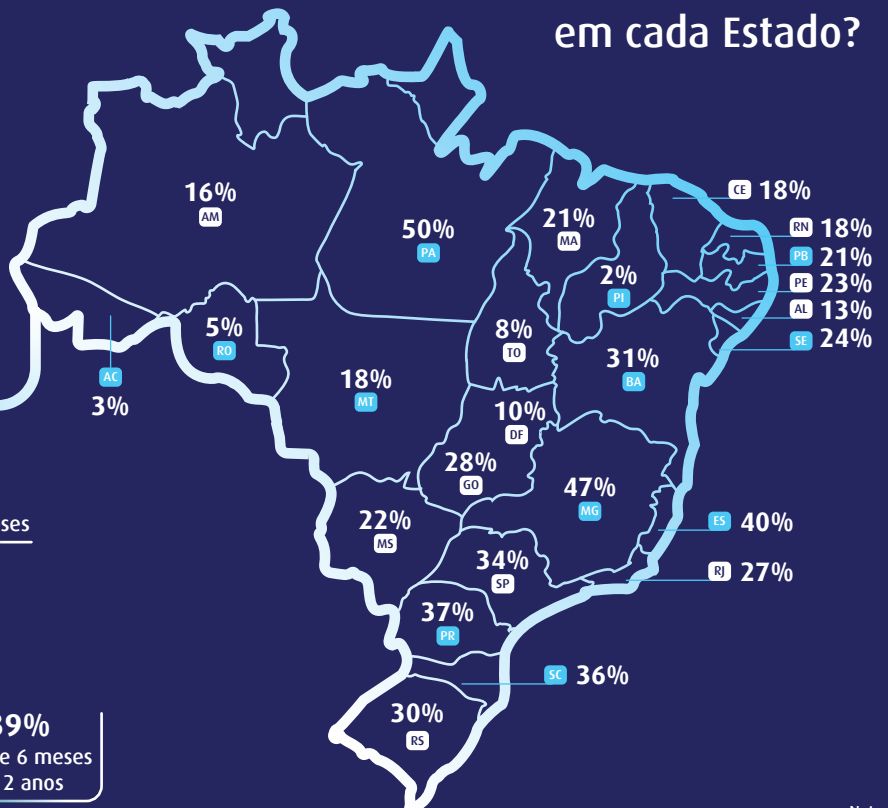 em cada Estado?
16%
AM
50%
PA
21%
MA
CE 18%
RN 18%
PB 21%
2%
PI
PE 23%
AL 13%
SE 24%
5%
RO
8%
TO
31%
BA
AC
3%
18%
MT
10%
DF
28%
GO
47%
MG
22%
MS
ES 40%
34%
SP
RJ 27%
37%
PR
SC 36%
30%
RS
39%
e 6 meses
2 anos